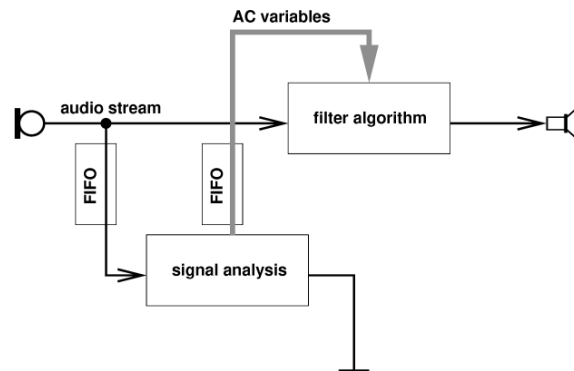 AC variables
audio stream
filter algorithm
FIFO
FIFO
signal analysis